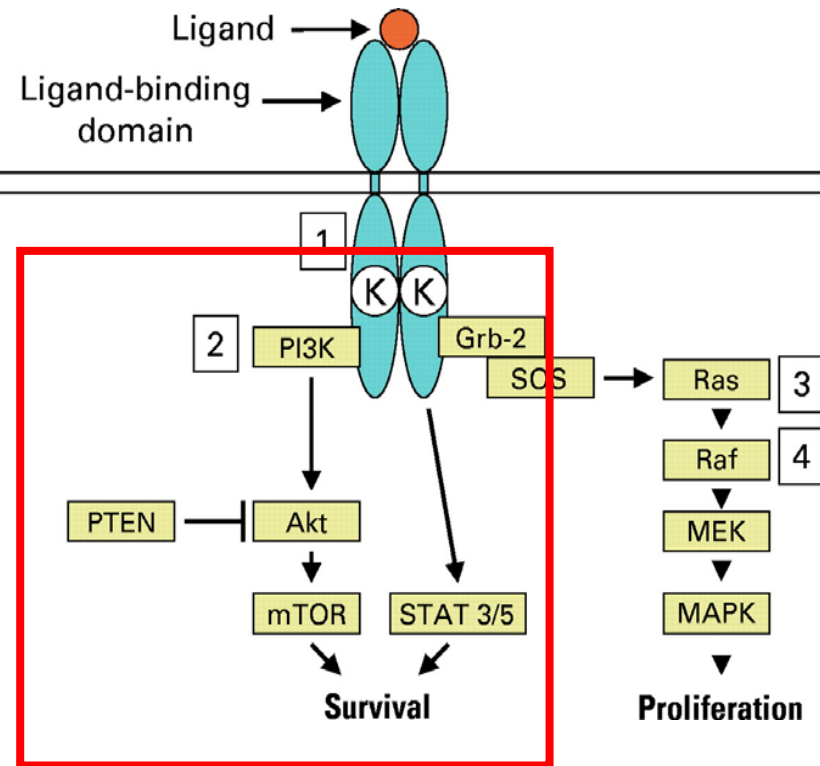 Ligand
Ligand-binding
domain
1
K K
2
PI3K
Grb-2
SOS
Ras
3
Raf
4
PTEN
Akt
MEK
mTOR
STAT 3/5
MAPK
Survival
Proliferation